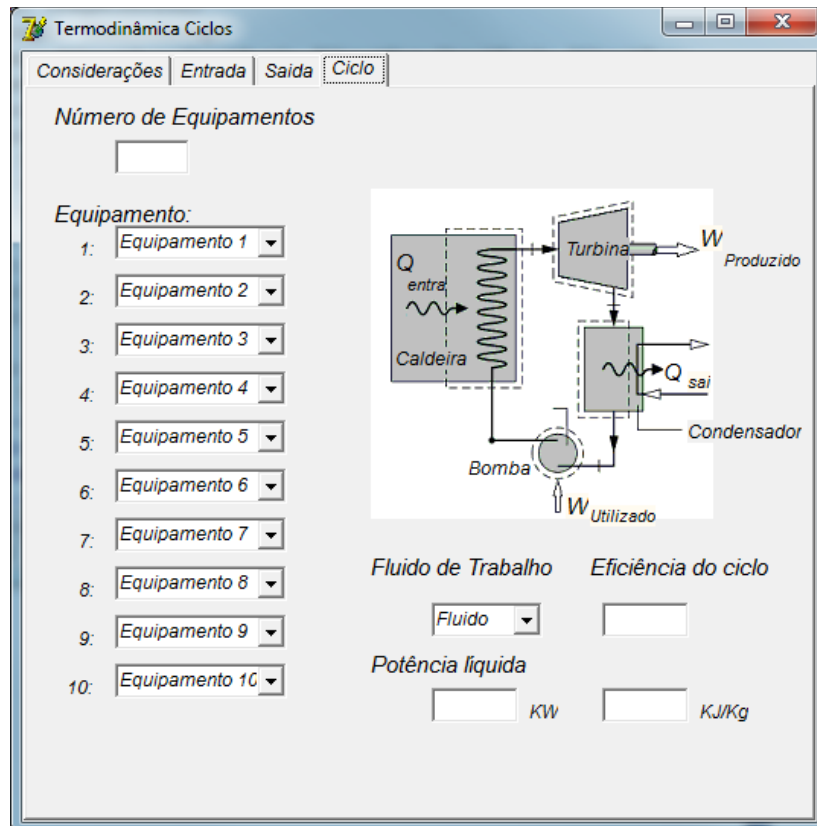 Termodinâmica Ciclos
Considerações Entrada Saida Ciclo
Número de Equipamentos
Equipamento:
1: Equipamento 1
2: Equipamento 2
3: Equipamento 3
4: Equipamento 4
5: Equipamento 5
6: Equipamento 6
7: Equipamento 7
8: Equipamento 8
9: Equipamento 9
10: Equipamento 10
Q entra
Caldeira
Turbina
W Produzido
Q sai
Condensador
Bomba
W Utilizado
Fluido de Trabalho Eficiência do ciclo
Fluido
Potência líquida
KW KJ/Kg